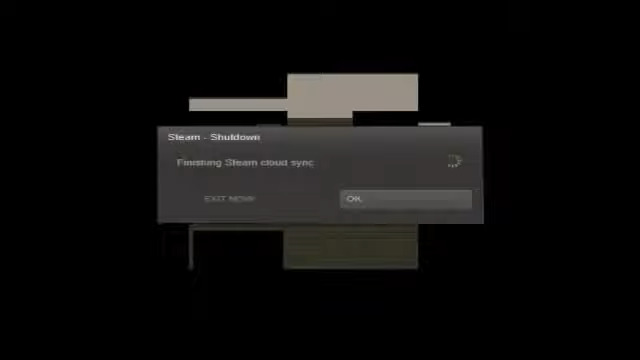 Steam - Shutdown
Finishing Steam cloud sync
EXIT NOW
OK